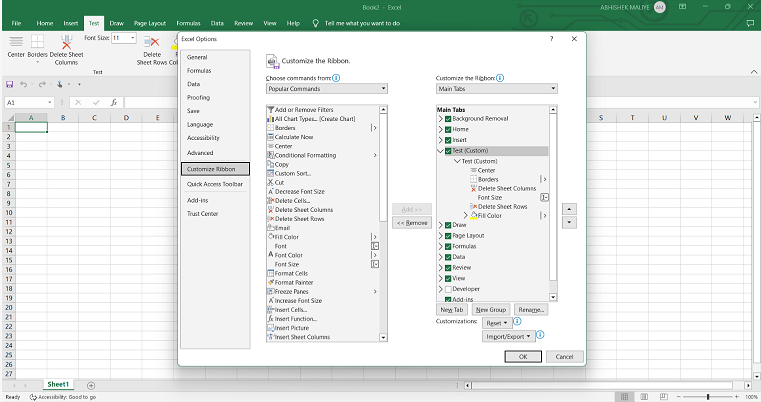 Book2 - Excel
ABHISHEK MALIYE AM
File Home Insert Test Draw Page Layout Formulas Data Review View Help Tell me what you want to do
Font Size: 11
Center Borders Delete Sheet Columns
Delete Sheet Rows
Test
A1
fx
A B C D E S T U V W
1
2
3
4
5
6
7
8
9
10
11
12
13
14
15
16
17
18
19
20
21
22
23
24
25
26
27
Excel Options
General
Formulas
Data
Proofing
Save
Language
Accessibility
Advanced
Customize Ribbon
Quick Access Toolbar
Add-ins
Trust Center
Customize the Ribbon.
Choose commands from:
Popular Commands
Add or Remove Filters
All Chart Types... [Create Chart]
Borders
Calculate Now
Center
Conditional Formatting
Copy
Custom Sort...
Cut
Decrease Font Size
Delete Cells...
Delete Sheet Columns
Delete Sheet Rows
Email
Fill Color
Font
Font Color
Font Size
Format Cells
Format Painter
Freeze Panes
Increase Font Size
Insert Cells...
Insert Function...
Insert Picture
Insert Sheet Columns
Add >>
<< Remove
Customize the Ribbon:
Main Tabs
Main Tabs
Background Removal
Home
Insert
Test (Custom)
Test (Custom)
Center
Borders
Delete Sheet Columns
Font Size
Delete Sheet Rows
Fill Color
Draw
Page Layout
Formulas
Data
Review
View
Developer
Add-ins
New Tab New Group Rename...
Customizations: Reset
Import/Export
OK Cancel
Sheet1
Ready Accessibility: Good to go
100%